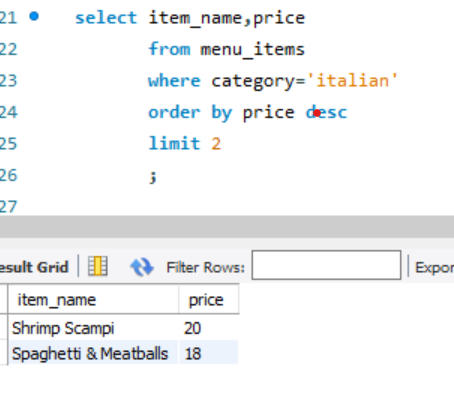 21 select item_name,price
22 from menu_items
23 where category='italian'
24 order by price desc
25 limit 2
26 ;
27
esult Grid Filter Rows: Expor
item_name price
Shrimp Scampi 20
Spaghetti & Meatballs 18